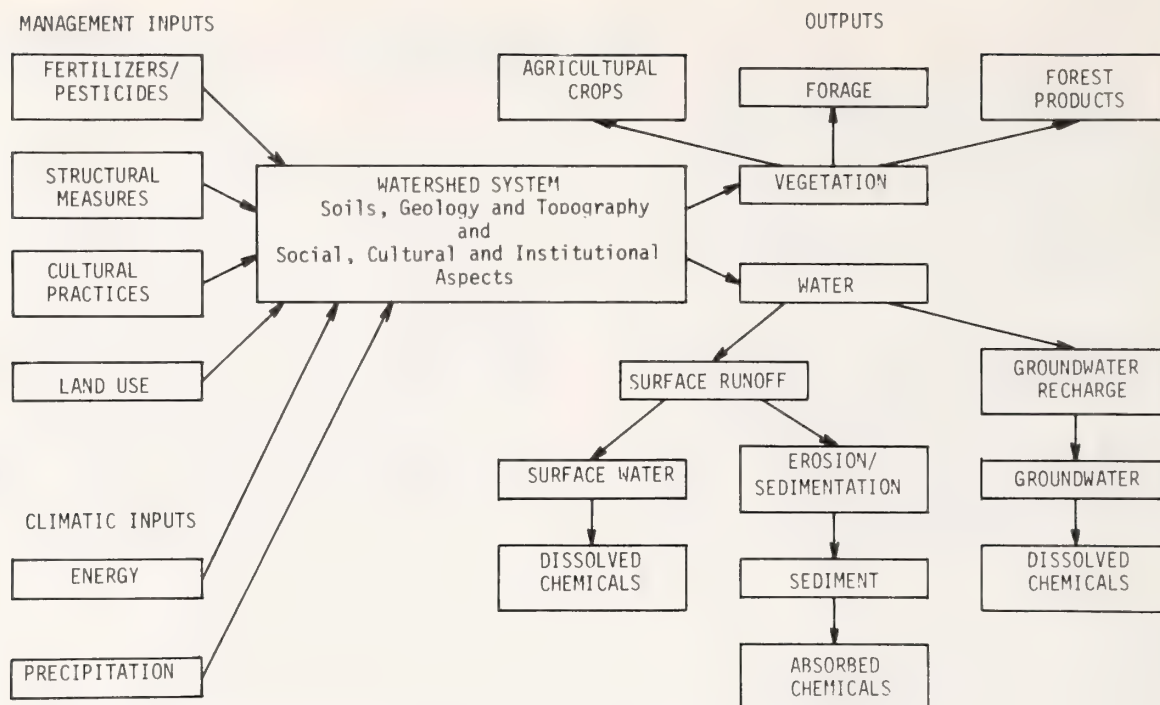 MANAGEMENT INPUTS
OUTPUTS
FERTILIZERS/
PESTICIDES
STRUCTURAL
MEASURES
CULTURAL
PRACTICES
LAND USE
CLIMATIC INPUTS
ENERGY
PRECIPITATION
WATERSHED SYSTEM
Soils, Geology and Topography
and
Social, Cultural and Institutional
Aspects
AGRICULTUPAL
CROPS
FORAGE
FOREST
PRODUCTS
VEGETATION
WATER
SURFACE RUNOFF
GROUNDWATER
RECHARGE
SURFACE WATER
EROSION/
SEDIMENTATION
GROUNDWATER
DISSOLVED
CHEMICALS
SEDIMENT
DISSOLVED
CHEMICALS
ABSORBED
CHEMICALS